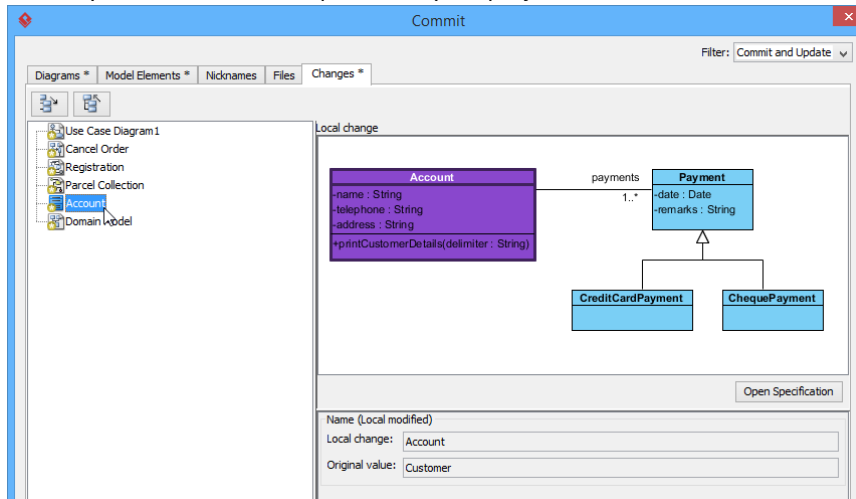 Commit
Filter: Commit and Update
Diagrams * Model Elements * Nicknames Files Changes *
Use Case Diagram1
Cancel Order
Registration
Parcel Collection
Account
Domain Model
Local change
Account
-name : String
-telephone : String
-address : String
+printCustomerDetails(delimiter : String)
payments
1..*
Payment
-date : Date
-remarks : String
CreditCardPayment
ChequePayment
Open Specification
Name (Local modified)
Local change: Account
Original value: Customer